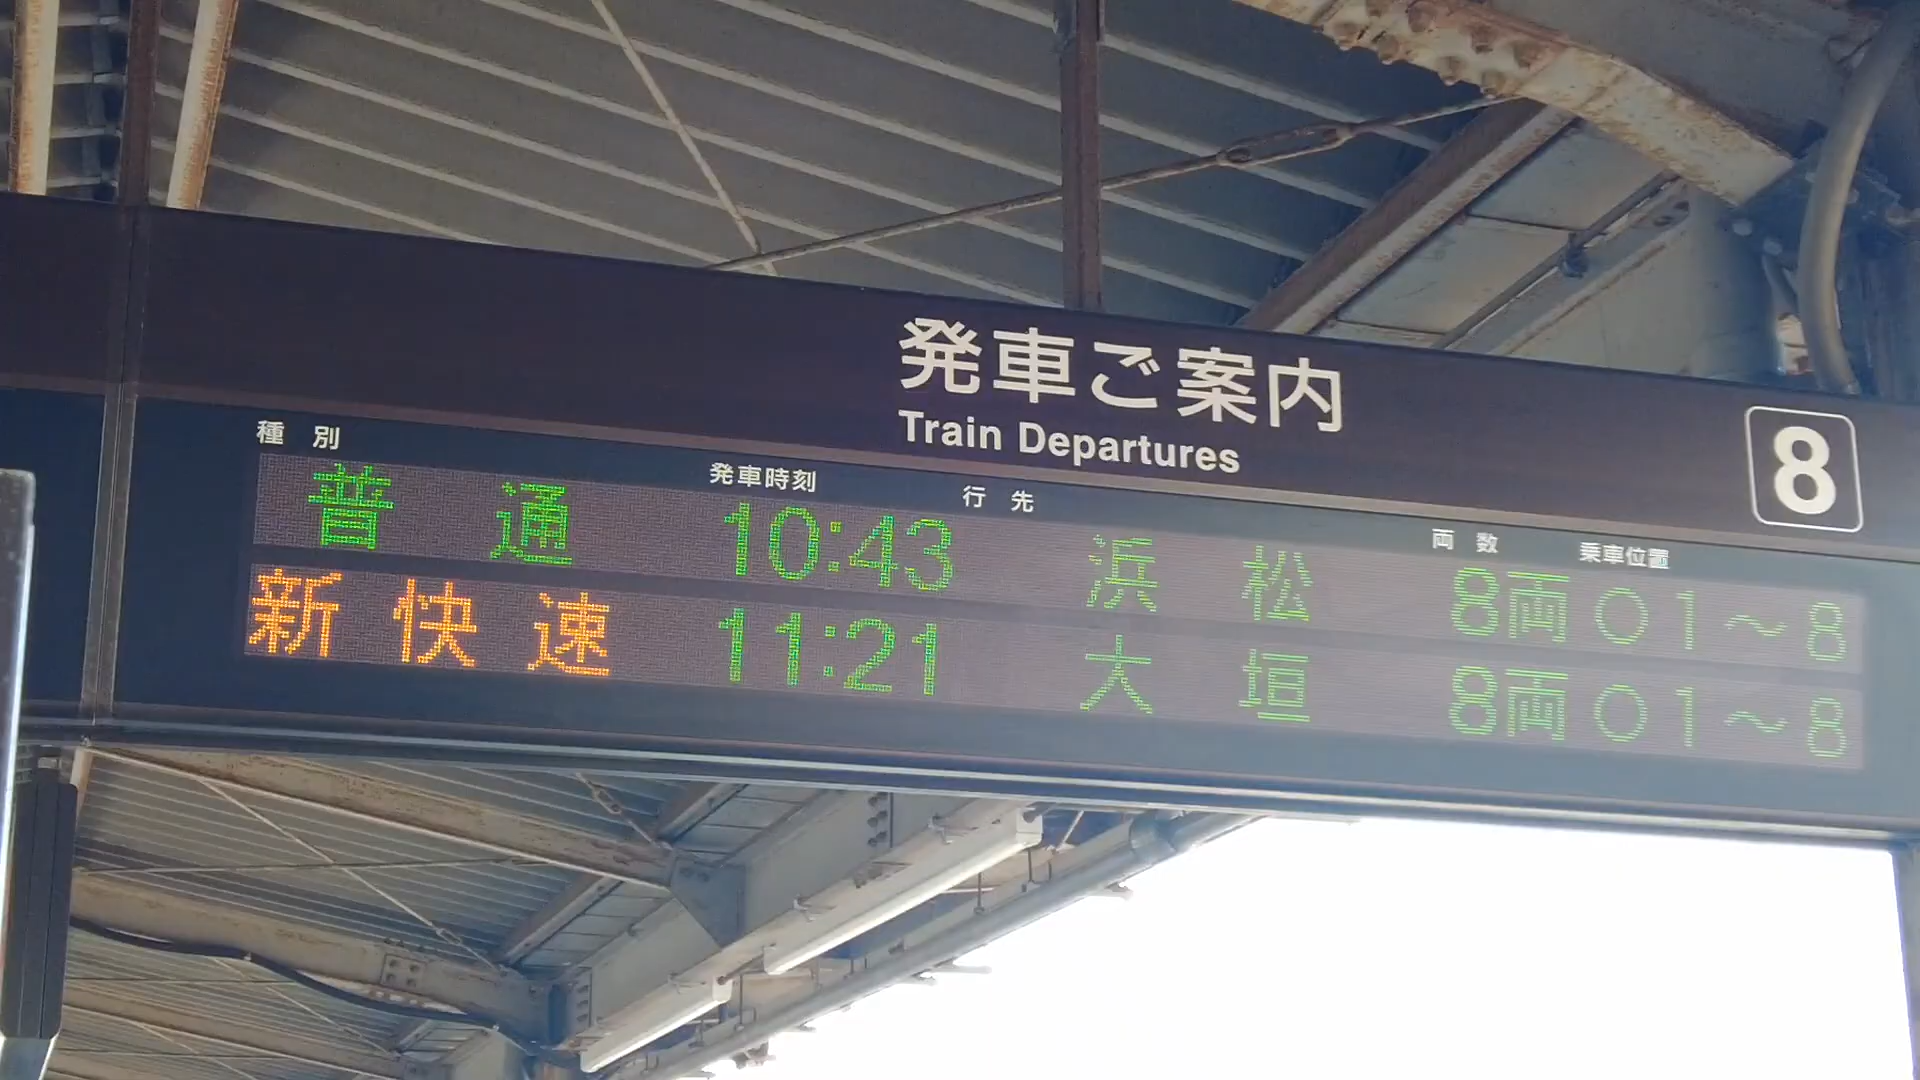 発車ご案内
Train Departures
8
種別 発車時刻 行先 両数 乗車位置
普通 10:43 浜松 8両 ○1～8
新快速 11:21 大垣 8両 ○1～8